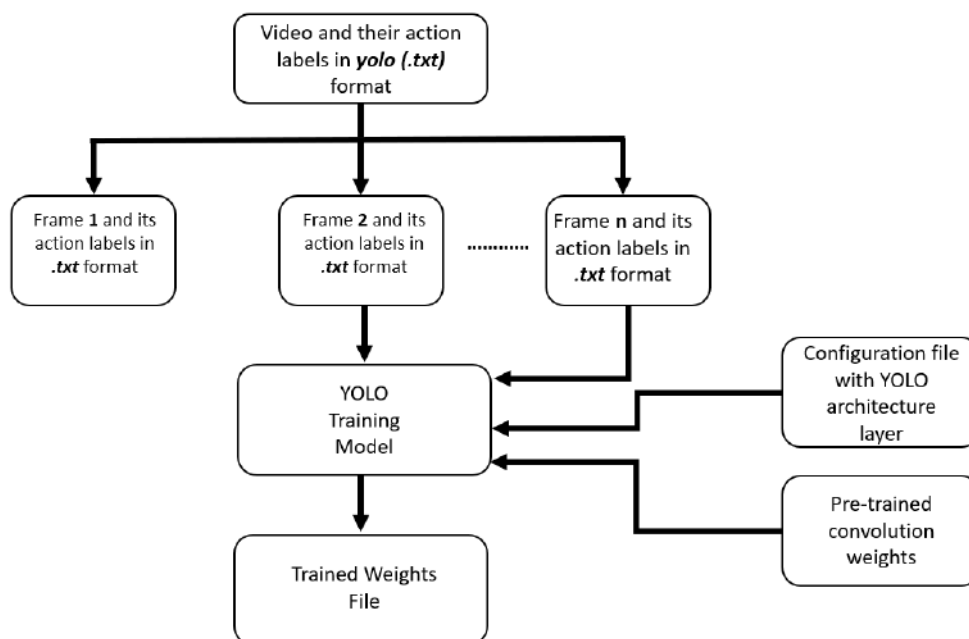 Video and their action
labels in yolo (.txt)
format
Frame 1 and its
action labels in
.txt format
Frame 2 and its
action labels in
.txt format
............
Frame n and its
action labels in
.txt format
YOLO
Training
Model
Configuration file
with YOLO
architecture
layer
Pre-trained
convolution
weights
Trained Weights
File